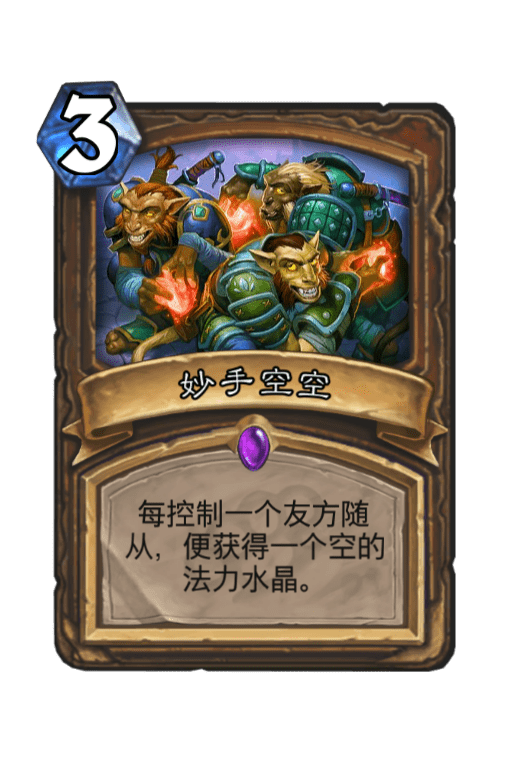 3
妙手空空
每控制一个友方随
从，便获得一个空的
法力水晶。